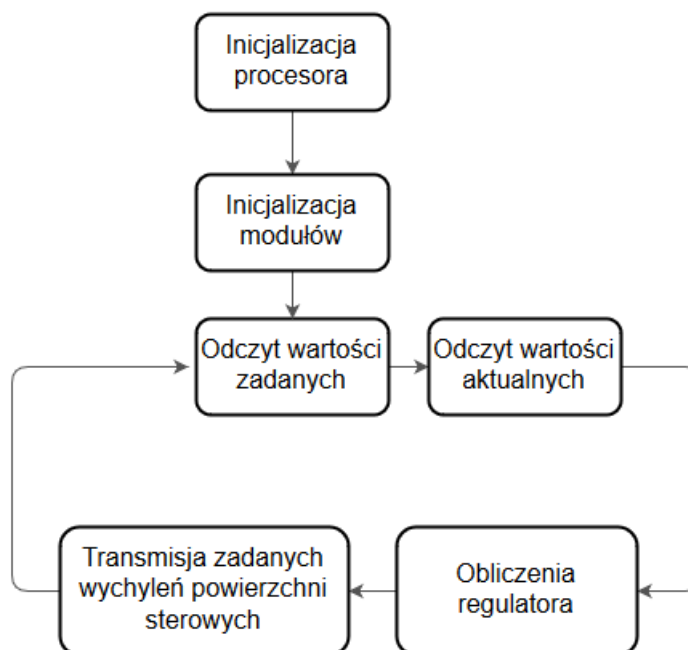 Inicjalizacja
procesora
Inicjalizacja
modułów
Odczyt wartości
zadanych
Odczyt wartości
aktualnych
Obliczenia
regulatora
Transmisja zadanych
wychyleń powierzchni
sterowych